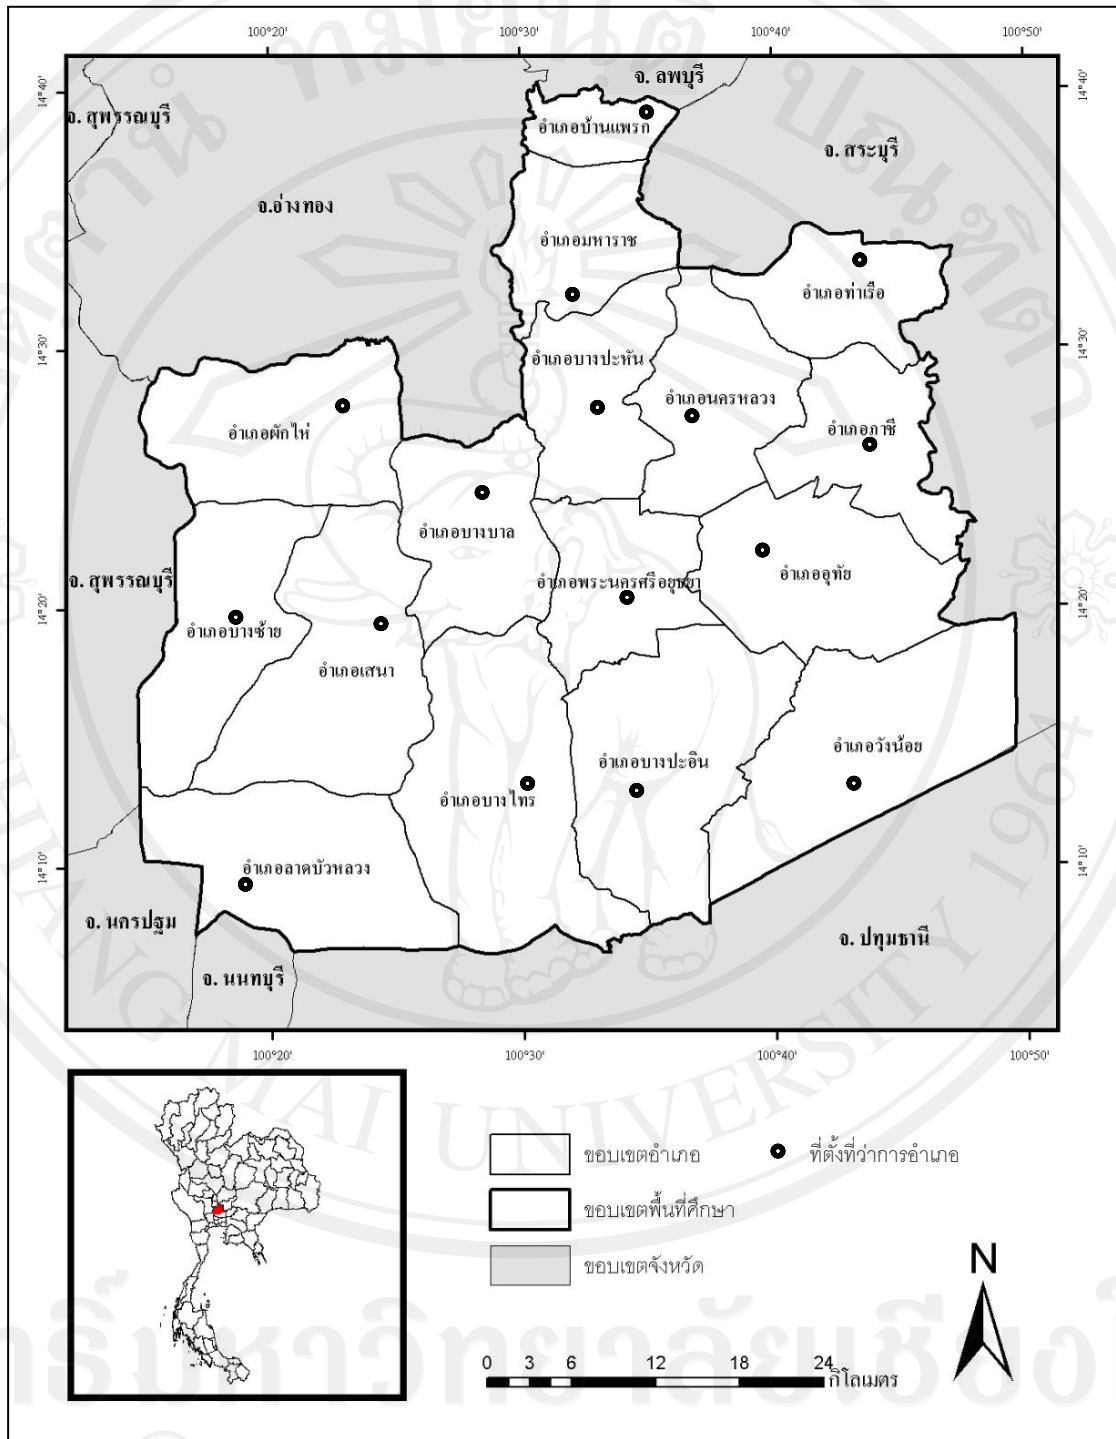 100°20' 100°30' 100°40' 100°50'
14°40' 14°40'
จ. ลพบุรี
จ. สุพรรณบุรี
อำเภอบ้านแพรก
จ. สระบุรี
จ.อ่างทอง
อำเภอมหาราช
อำเภอท่าเรือ
14°30' 14°30'
อำเภอบางปะหัน
อำเภอนครหลวง
อำเภอผักไห่
อำเภอภาชี
อำเภอบางบาล
จ. สุพรรณบุรี
อำเภอพระนครศรีอยุธยา
อำเภออุทัย
14°20' 14°20'
อำเภอบางซ้าย
อำเภอเสนา
อำเภอวังน้อย
อำเภอบางปะอิน
อำเภอบางไทร
14°10' 14°10'
อำเภอลาดบัวหลวง
จ. นครปฐม
จ. ปทุมธานี
จ. นนทบุรี
100°20' 100°30' 100°40' 100°50'
ขอบเขตอำเภอ
ที่ตั้งที่ว่าการอำเภอ
ขอบเขตพื้นที่ศึกษา
ขอบเขตจังหวัด
N
0 3 6 12 18 24
กิโลเมตร
CHIANG MAI UNIVERSITY 1964